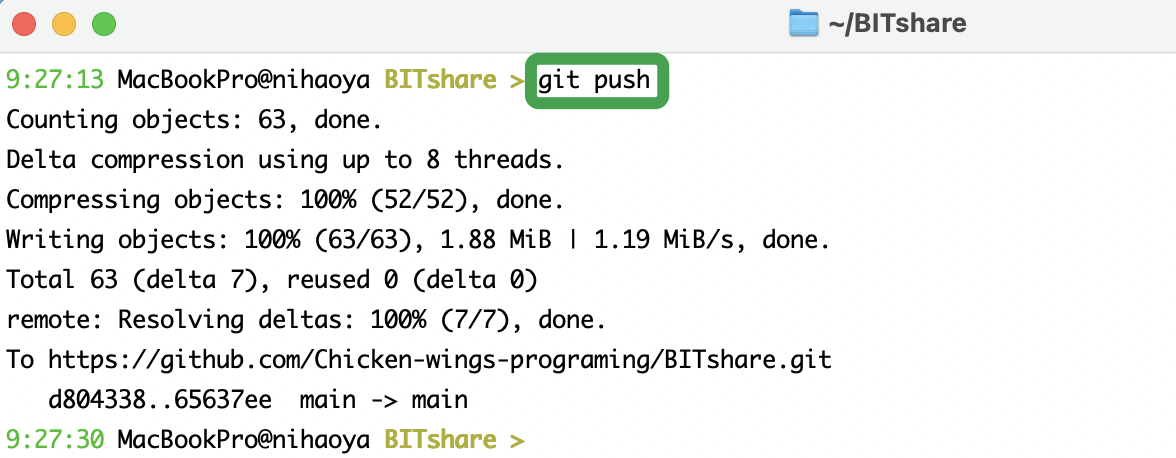 ~/BITshare
9:27:13 MacBookPro@nihaoya BITshare > git push
Counting objects: 63, done.
Delta compression using up to 8 threads.
Compressing objects: 100% (52/52), done.
Writing objects: 100% (63/63), 1.88 MiB | 1.19 MiB/s, done.
Total 63 (delta 7), reused 0 (delta 0)
remote: Resolving deltas: 100% (7/7), done.
To https://github.com/Chicken-wings-programing/BITshare.git
   d804338..65637ee  main -> main
9:27:30 MacBookPro@nihaoya BITshare >